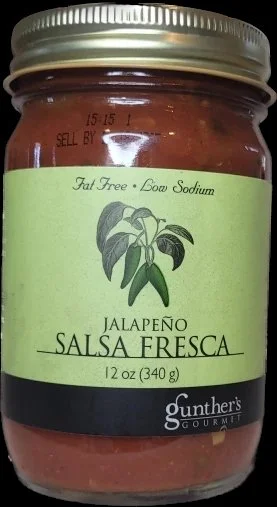 15:15 1
SELL BY
Fat Free • Low Sodium
JALAPEÑO
SALSA FRESCA
12 oz (340 g)
gunther's
GOURMET